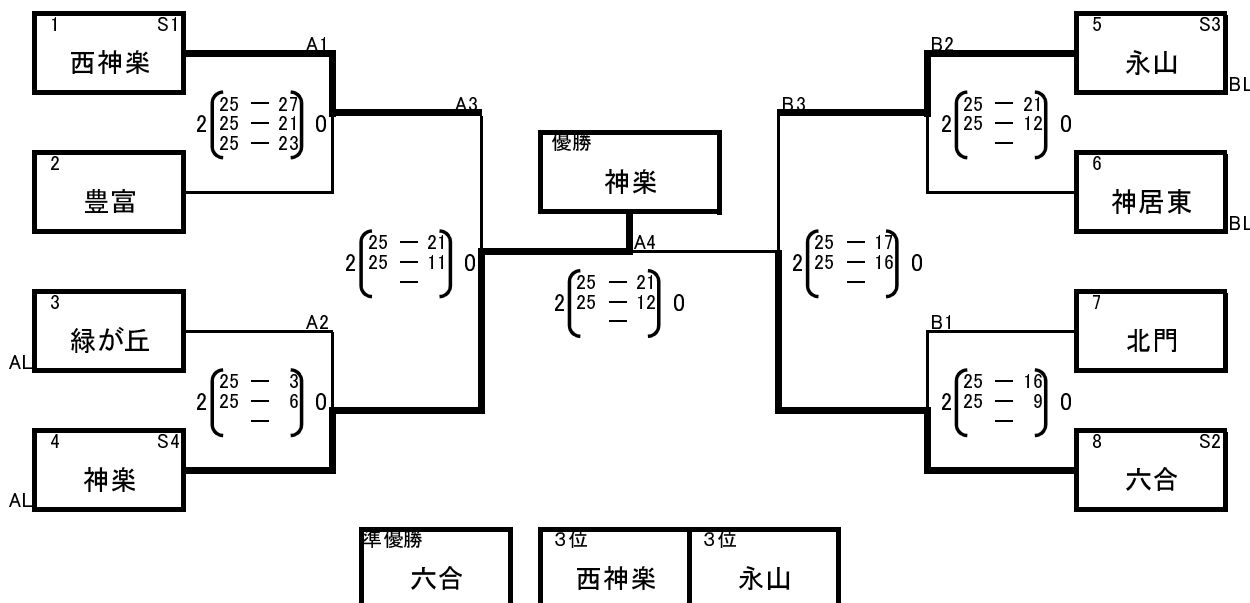 1 S1
西神楽
A1
2 25 — 27 0
25 — 21
25 — 23
2
豊富
A3
2 25 — 21 0
25 — 11
—
3
緑が丘
AL
A2
2 25 — 3 0
25 — 6
—
4 S4
神楽
AL
優勝
神楽
A4
2 25 — 21 0
25 — 12
—
5 S3
永山
BL
B2
2 25 — 21 0
25 — 12
—
6
神居東
BL
B3
2 25 — 17 0
25 — 16
—
7
北門
B1
2 25 — 16 0
25 — 9
—
8 S2
六合
準優勝
六合
3位
西神楽
3位
永山